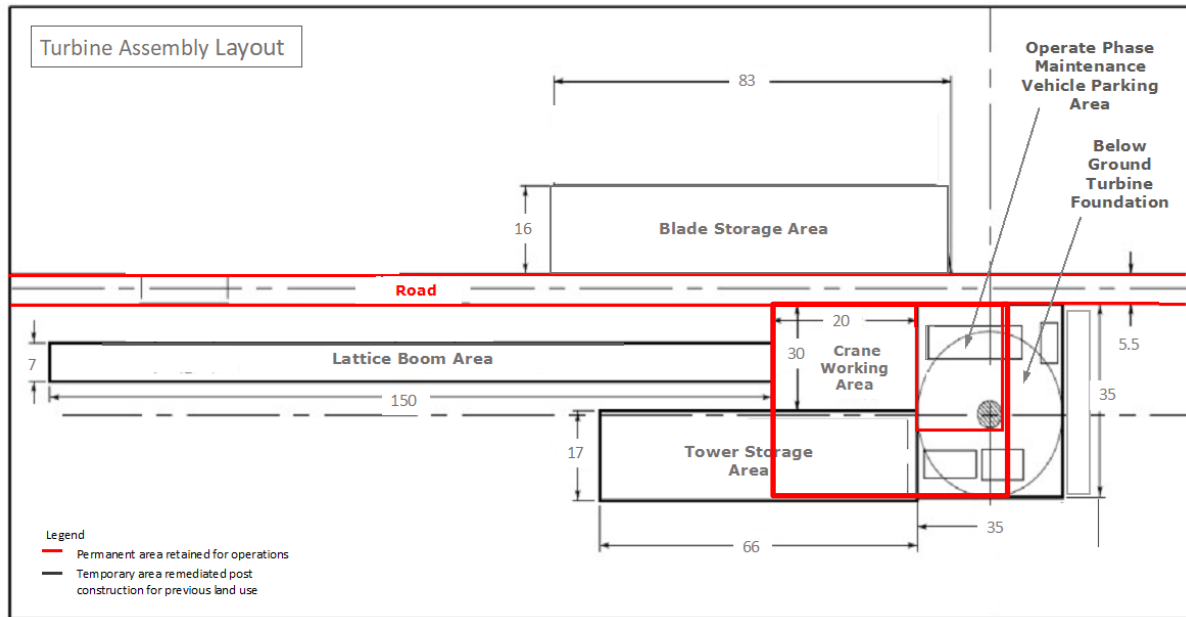 Turbine Assembly Layout
83
Operate Phase
Maintenance
Vehicle Parking
Area
Below
Ground
Turbine
Foundation
16
Blade Storage Area
Road
5.5
20
30
Crane
Working
Area
7
Lattice Boom Area
150
35
17
Tower Storage
Area
66
35
Legend
Permanent area retained for operations
Temporary area remediated post
construction for previous land use